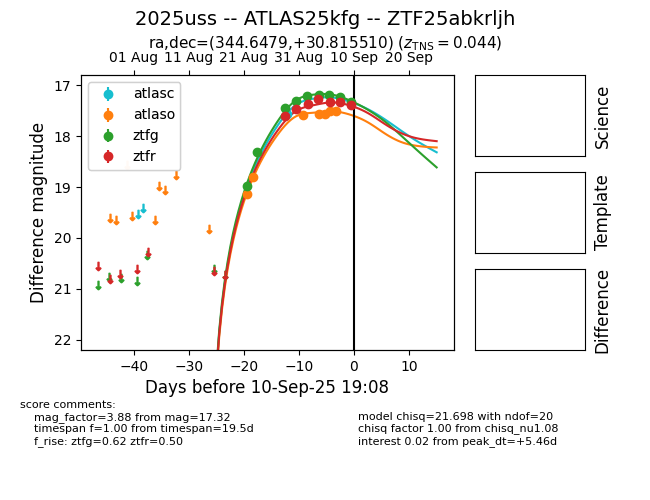 2025uss -- ATLAS25kfg -- ZTF25abkrljh
ra,dec=(344.6479,+30.815510) (z_TNS = 0.044)
01 Aug 11 Aug 21 Aug 31 Aug 10 Sep 20 Sep
atlasc
atlaso
ztfg
ztfr
17
18
19
20
21
22
Difference magnitude
−40 −30 −20 −10 0 10
Days before 10-Sep-25 19:08
Science
Template
Difference
score comments:
mag_factor=3.88 from mag=17.32
timespan f=1.00 from timespan=19.5d
f_rise: ztfg=0.62 ztfr=0.50
model chisq=21.698 with ndof=20
chisq factor 1.00 from chisq_nu1.08
interest 0.02 from peak_dt=+5.46d